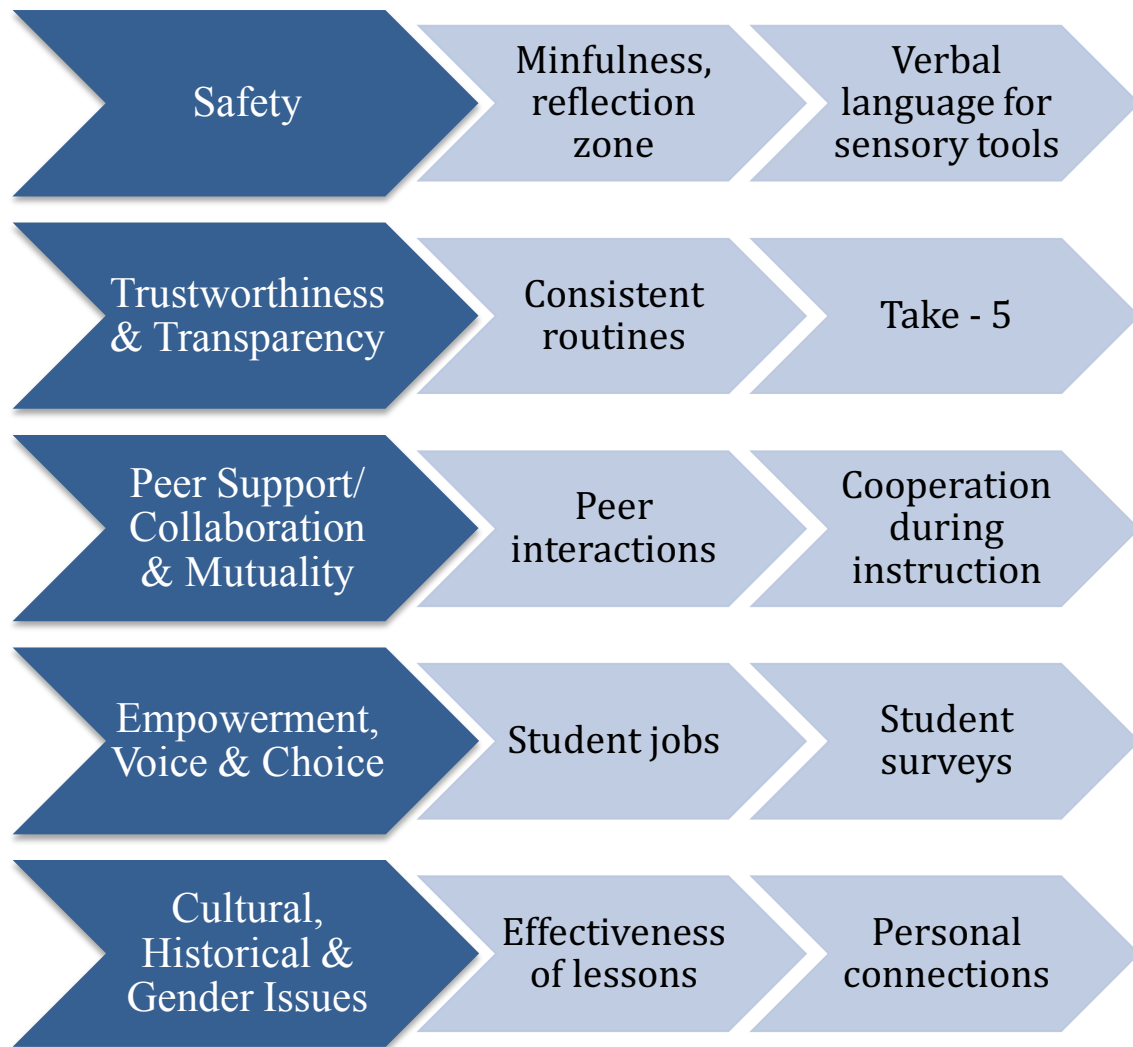 Safety
Minfulness,
reflection
zone
Verbal
language for
sensory tools
Trustworthiness
& Transparency
Consistent
routines
Take - 5
Peer Support/
Collaboration
& Mutuality
Peer
interactions
Cooperation
during
instruction
Empowerment,
Voice & Choice
Student jobs
Student
surveys
Cultural,
Historical &
Gender Issues
Effectiveness
of lessons
Personal
connections